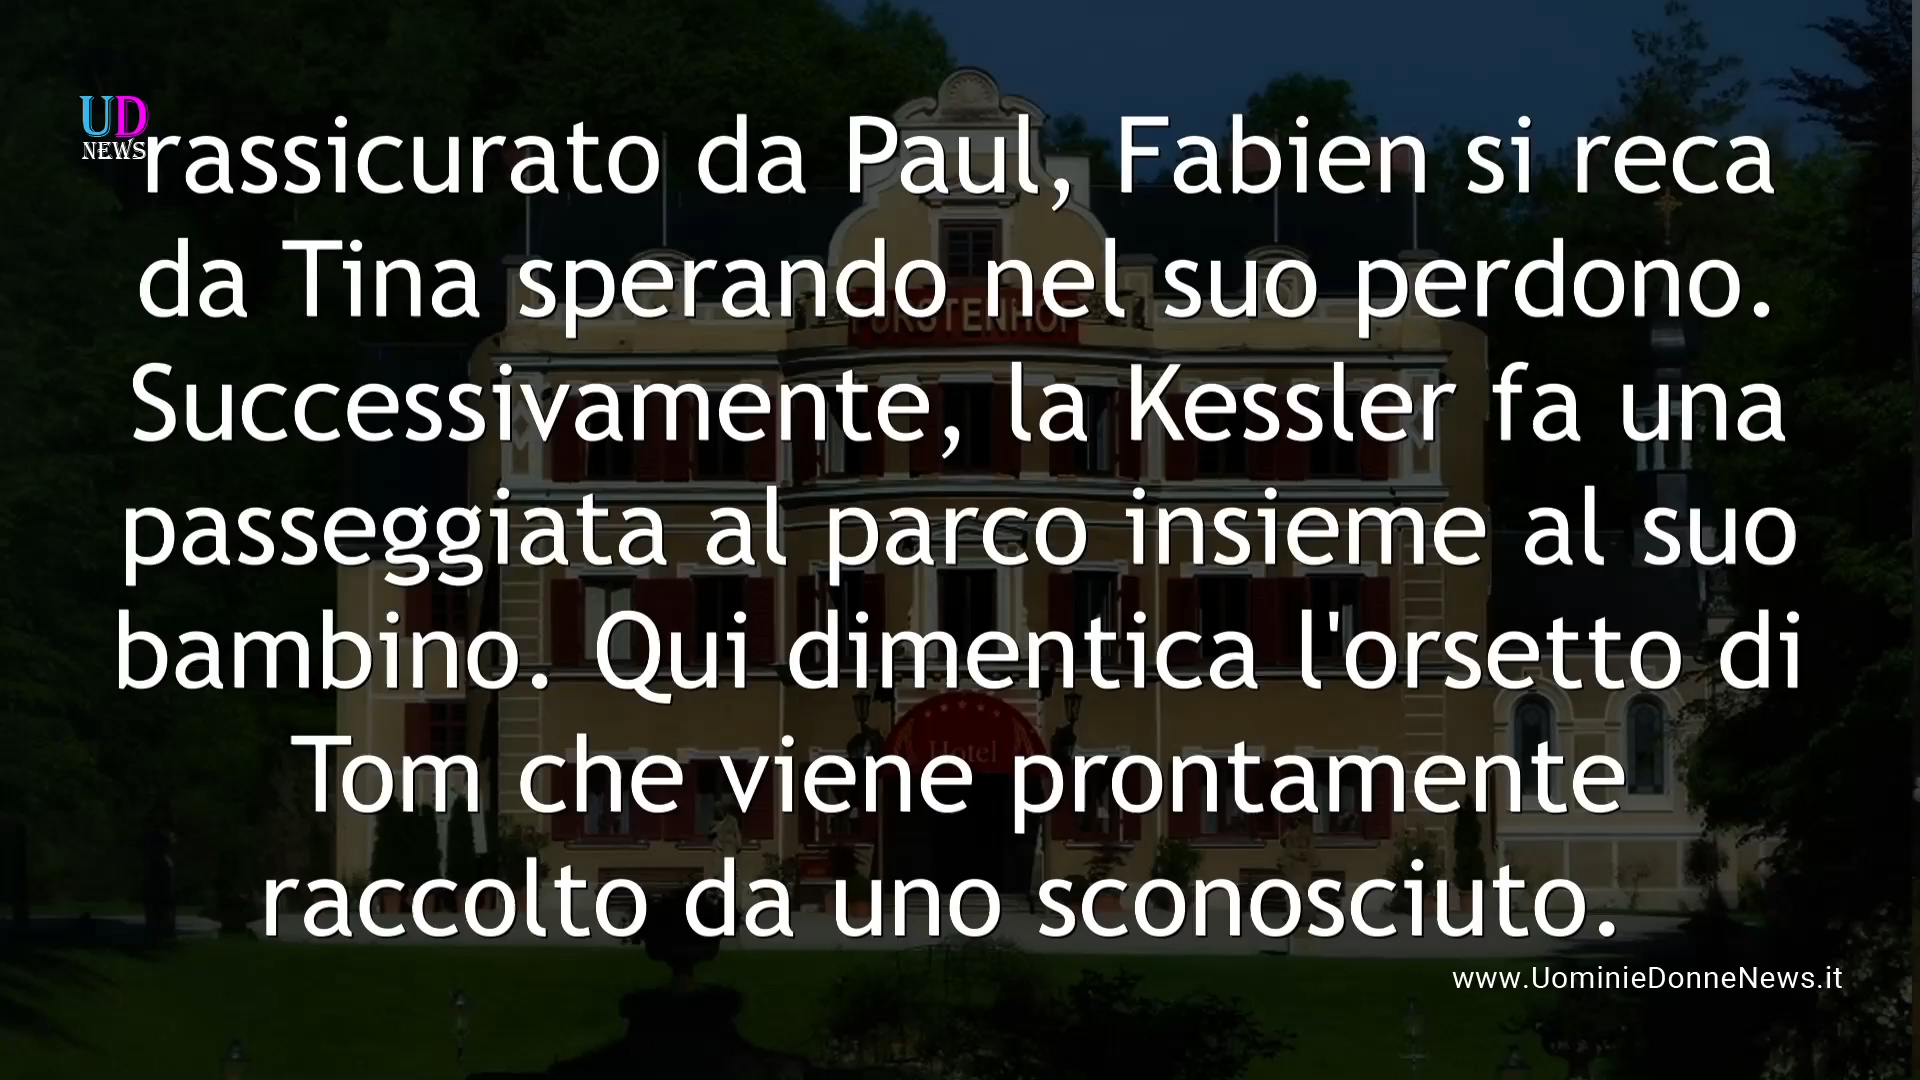 UD
NEWS
rassicurato da Paul, Fabien si reca
da Tina sperando nel suo perdono.
Successivamente, la Kessler fa una
passeggiata al parco insieme al suo
bambino. Qui dimentica l'orsetto di
Tom che viene prontamente
raccolto da uno sconosciuto.
FÜRSTENHOF
Hotel
www.UominieDonneNews.it